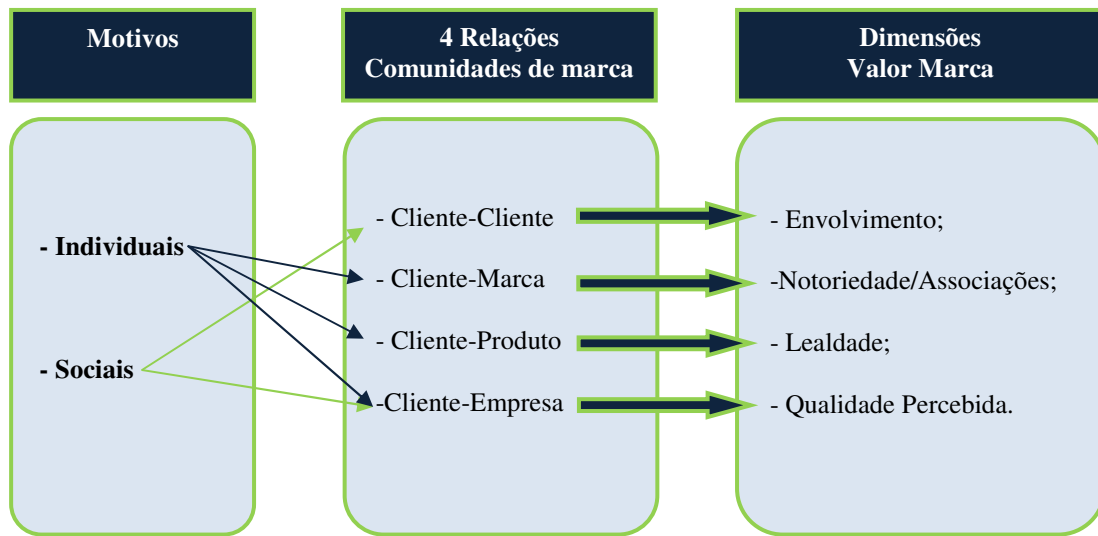 Motivos
4 Relações
Comunidades de marca
Dimensões
Valor Marca
- Individuais
- Sociais
- Cliente-Cliente
- Cliente-Marca
- Cliente-Produto
-Cliente-Empresa
- Envolvimento;
-Notoriedade/Associações;
- Lealdade;
- Qualidade Percebida.